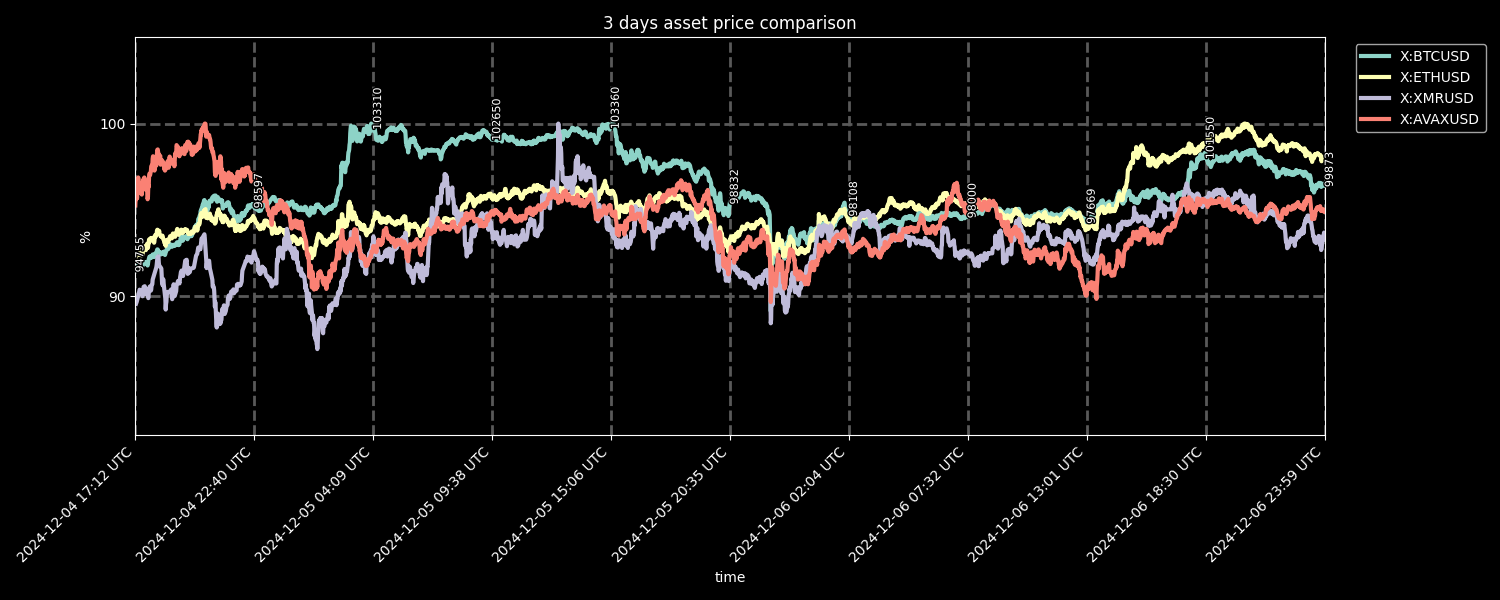 3 days asset price comparison
X:BTCUSD
X:ETHUSD
X:XMRUSD
X:AVAXUSD
100
90
%
94755
98597
103310
102650
103360
98832
98108
98000
97669
101550
99873
2024-12-04 17:12 UTC
2024-12-04 22:40 UTC
2024-12-05 04:09 UTC
2024-12-05 09:38 UTC
2024-12-05 15:06 UTC
2024-12-05 20:35 UTC
2024-12-06 02:04 UTC
2024-12-06 07:32 UTC
2024-12-06 13:01 UTC
2024-12-06 18:30 UTC
2024-12-06 23:59 UTC
time